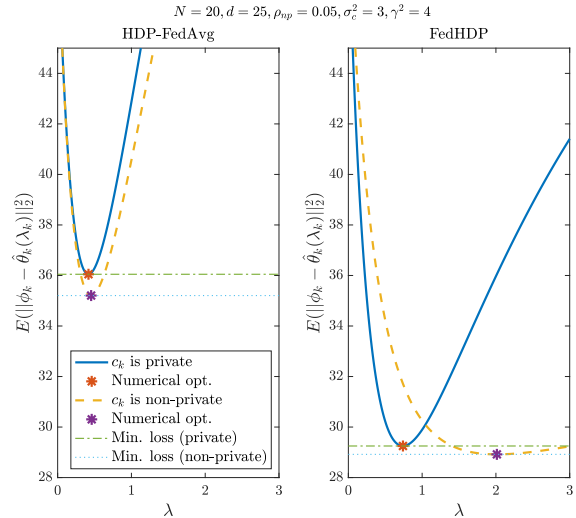 N = 20, d = 25, ρ_np = 0.05, σ_c^2 = 3, γ^2 = 4
HDP-FedAvg
44
42
40
38
36
34
32
30
28
0
1
2
3
λ
E(||ϕ_k − θ̂_k(λ_k)||_2^2)
c_k is private
Numerical opt.
c_k is non-private
Numerical opt.
Min. loss (private)
Min. loss (non-private)
FedHDP
44
42
40
38
36
34
32
30
28
0
1
2
3
λ
E(||ϕ_k − θ̂_k(λ_k)||_2^2)